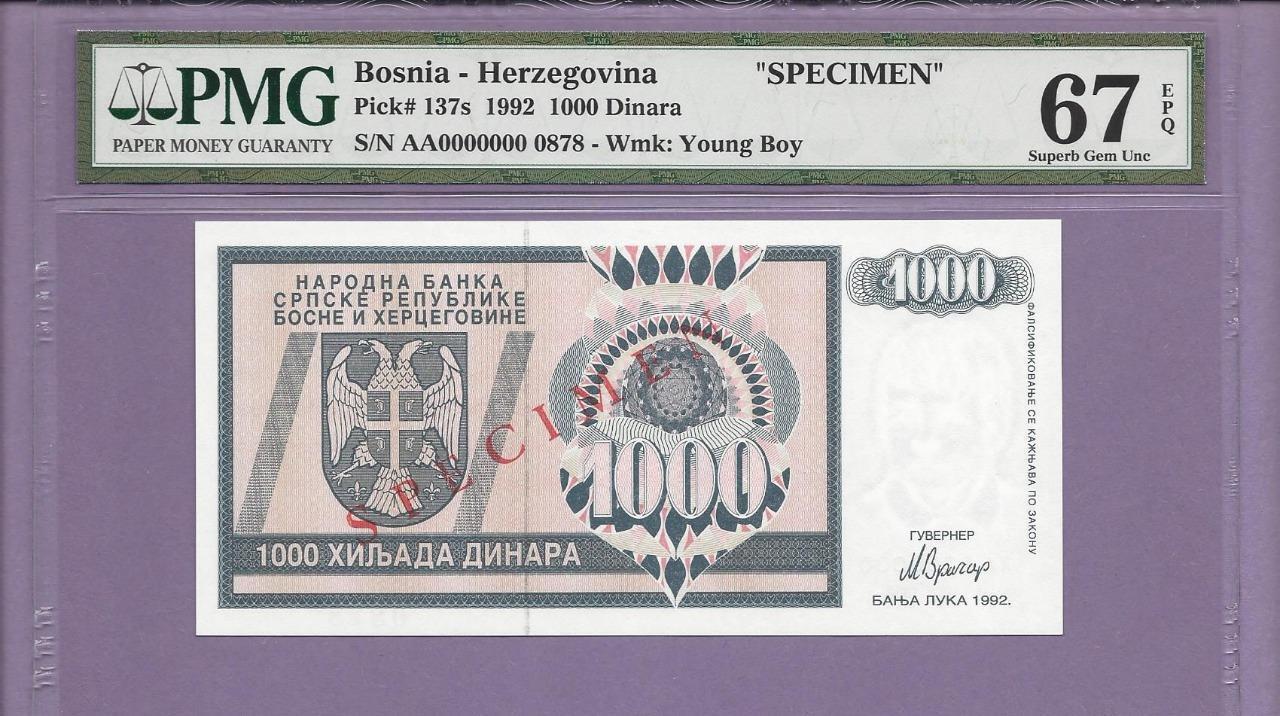 PMG
PAPER MONEY GUARANTY
Bosnia - Herzegovina "SPECIMEN"
Pick# 137s 1992 1000 Dinara
S/N AA0000000 0878 - Wmk: Young Boy
67
EPQ
Superb Gem Unc
НАРОДНА БАНКА
СРПСКЕ РЕПУБЛИКЕ
БОСНЕ И ХЕРЦЕГОВИНЕ
SPECIMEN
1000
1000
1000 ХИЉАДА ДИНАРА
ФАЛСИФИКОВАЊЕ СЕ КАЖЊАВА ПО ЗАКОНУ
ГУВЕРНЕР
М Врачар
БАЊА ЛУКА 1992.